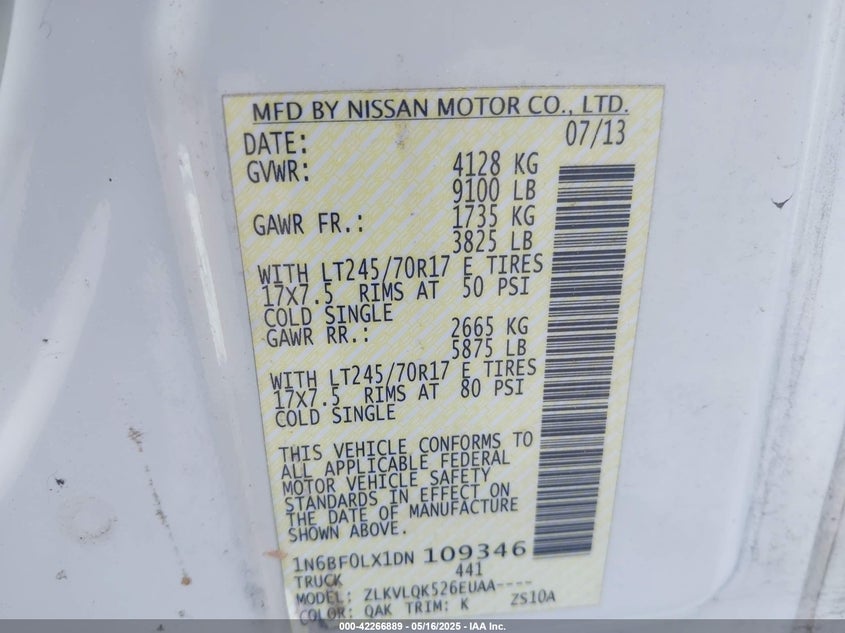 MFD BY NISSAN MOTOR CO., LTD.
DATE: 07/13
GVWR: 4128 KG
9100 LB
GAWR FR.: 1735 KG
3825 LB
WITH LT245/70R17 E TIRES
17X7.5 RIMS AT 50 PSI
COLD SINGLE
GAWR RR.: 2665 KG
5875 LB
WITH LT245/70R17 E TIRES
17X7.5 RIMS AT 80 PSI
COLD SINGLE
THIS VEHICLE CONFORMS TO
ALL APPLICABLE FEDERAL
MOTOR VEHICLE SAFETY
STANDARDS IN EFFECT ON
THE DATE OF MANUFACTURE
SHOWN ABOVE.
1N6BF0LX1DN 109346
TRUCK 441
MODEL: ZLKVLQK526EUAA----
COLOR: QAK TRIM: K ZS10A
000-42266889 - 05/16/2025 - IAA Inc.